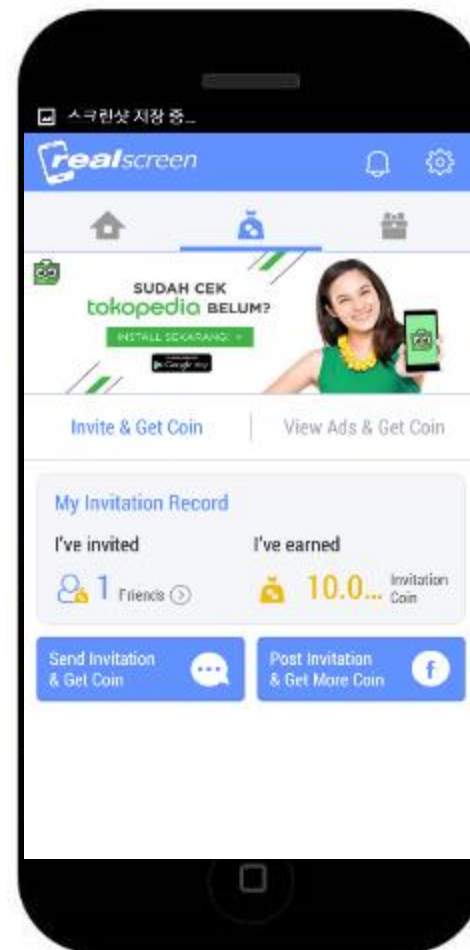 스크린샷 저장 중...
realscreen
SUDAH CEK
tokopedia BELUM?
INSTALL SEKARANG!
Google play
Invite & Get Coin
View Ads & Get Coin
My Invitation Record
I've invited
I've earned
1 Friends
10.0... Invitation Coin
Send Invitation
& Get Coin
Post Invitation
& Get More Coin
f